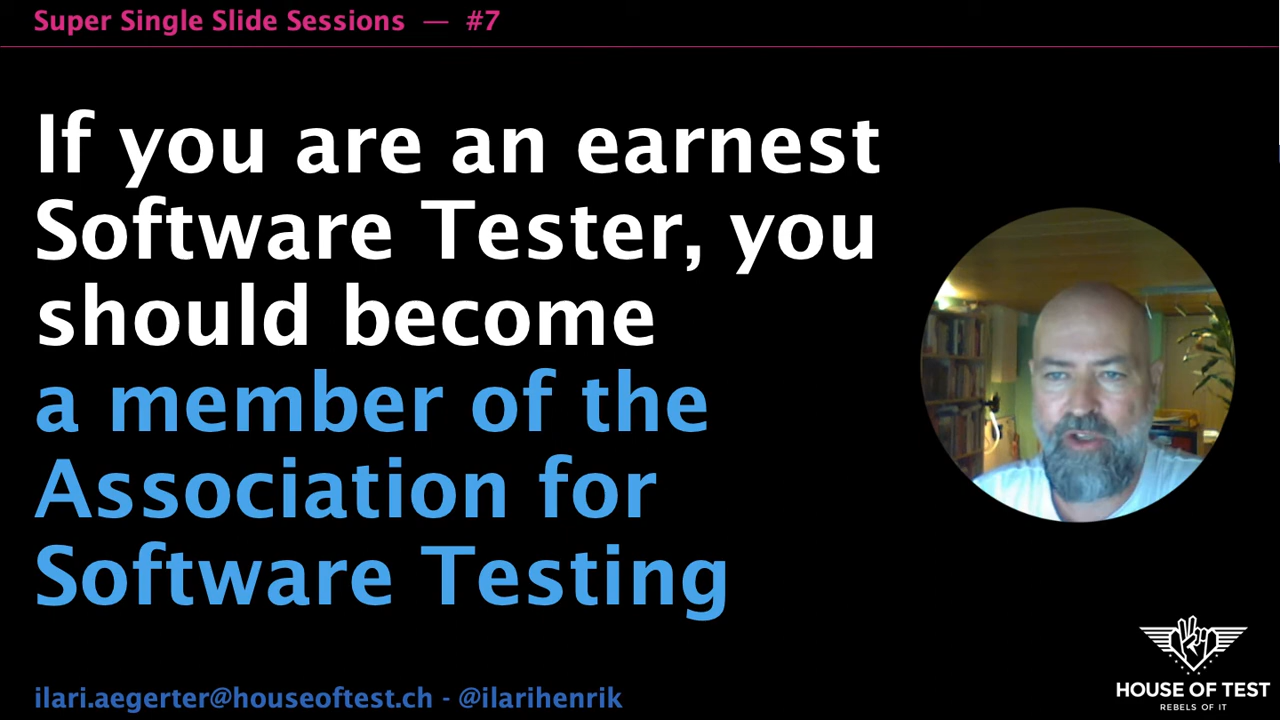 Super Single Slide Sessions — #7
If you are an earnest
Software Tester, you
should become
a member of the
Association for
Software Testing
ilari.aegerter@houseoftest.ch - @ilarihenrik
HOUSE OF TEST
REBELS OF IT